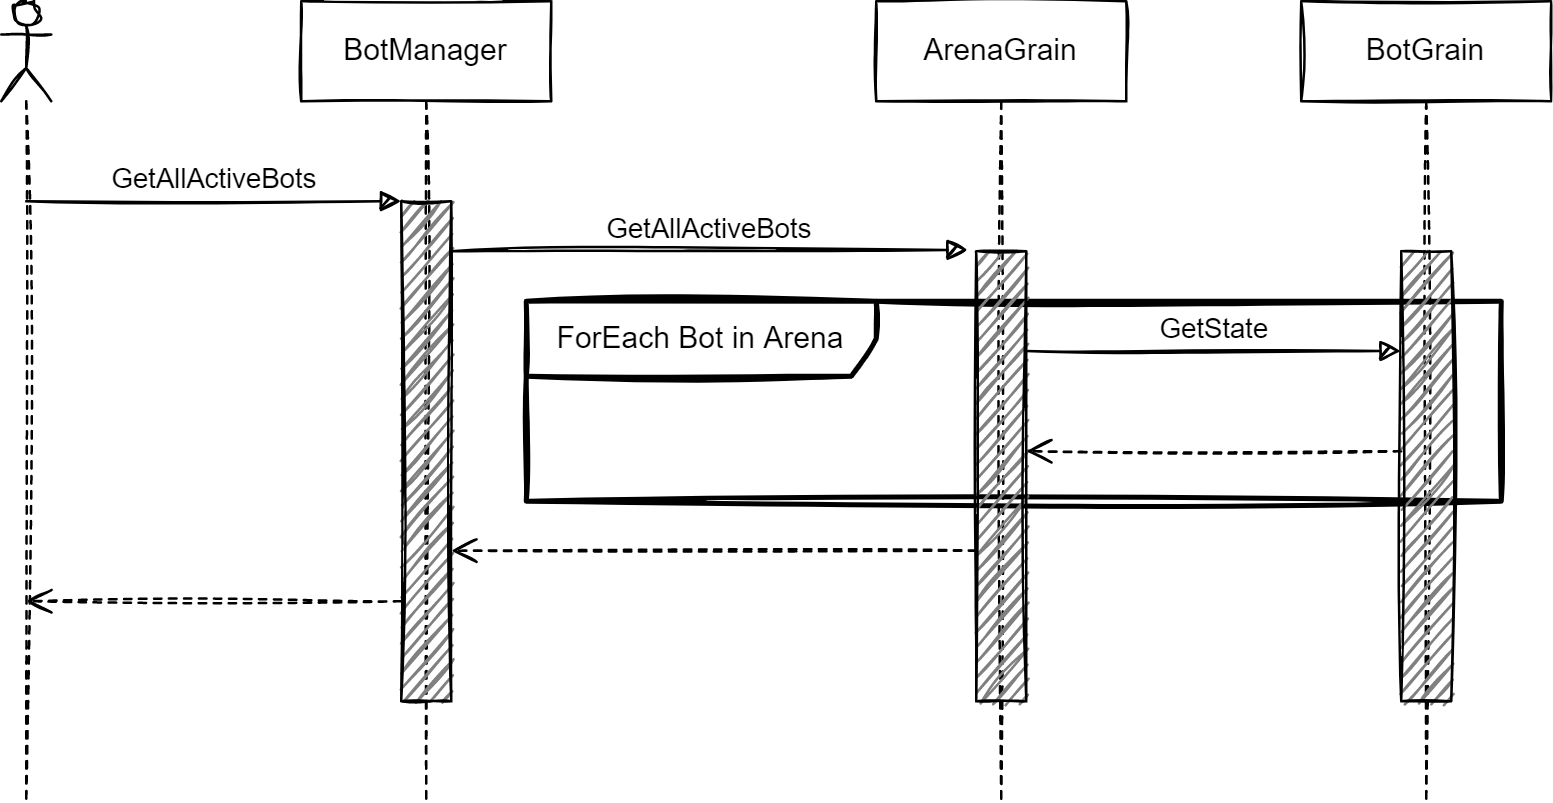 BotManager
ArenaGrain
BotGrain
GetAllActiveBots
GetAllActiveBots
ForEach Bot in Arena
GetState